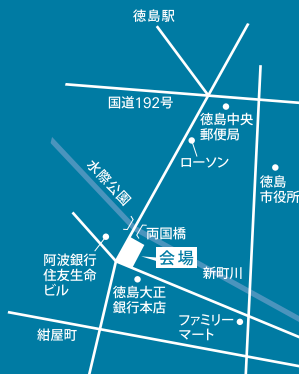 徳島駅
国道192号
徳島中央
郵便局
ローソン
徳島
市役所
水際公園
両国橋
会場
新町川
阿波銀行
住友生命
ビル
徳島大正
銀行本店
ファミリー
マート
紺屋町